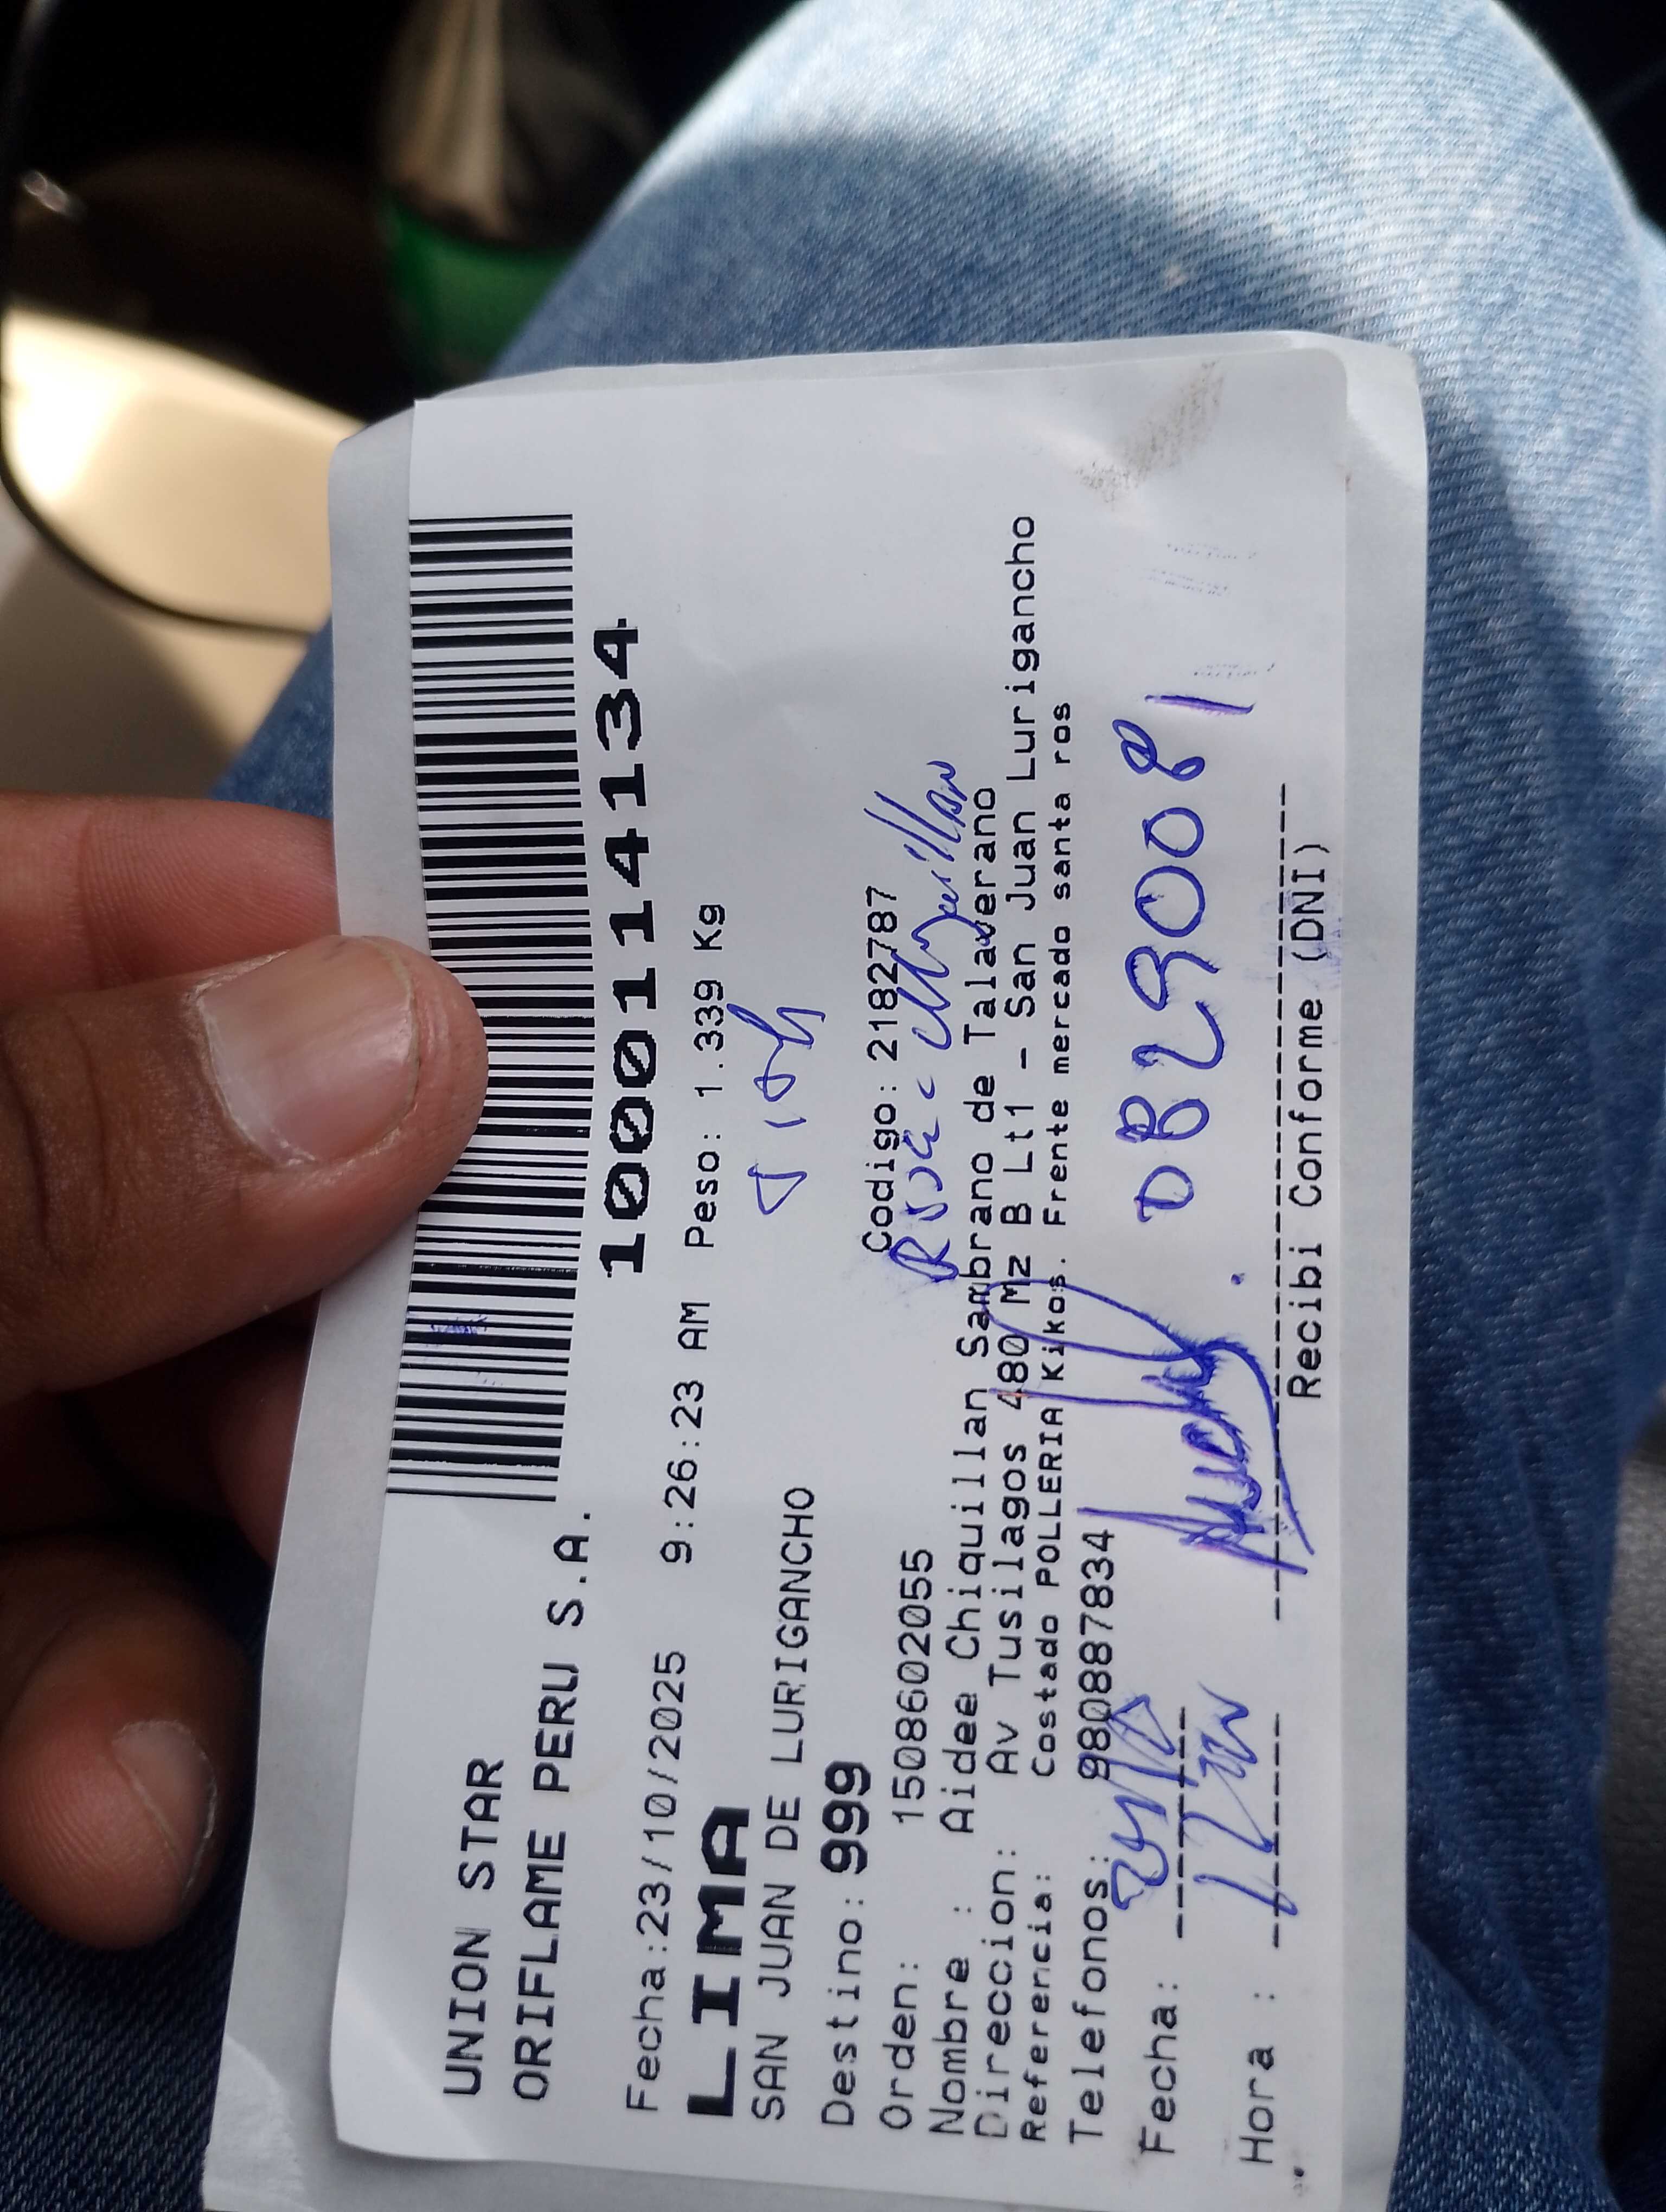 UNION STAR
ORIFLAME PERU S.A.
1000114134
Fecha:23/10/2025 9:26:23 AM Peso: 1.339 Kg
LIMA
SAN JUAN DE LURIGANCHO
Destino: 999
Codigo: 2182787
Orden: 1508602055
Rosa Chiquillan
Nombre : Aidee Chiquillan Sambrano de Talaverano
Direccion: Av Tusilagos 480 Mz B Lt1 - San Juan Lurigancho
Referencia: Costado POLLERIA Kikos. Frente mercado santa ros
Telefonos: 980887834
08290081
Fecha:
Hora :
Recibi Conforme (DNI)